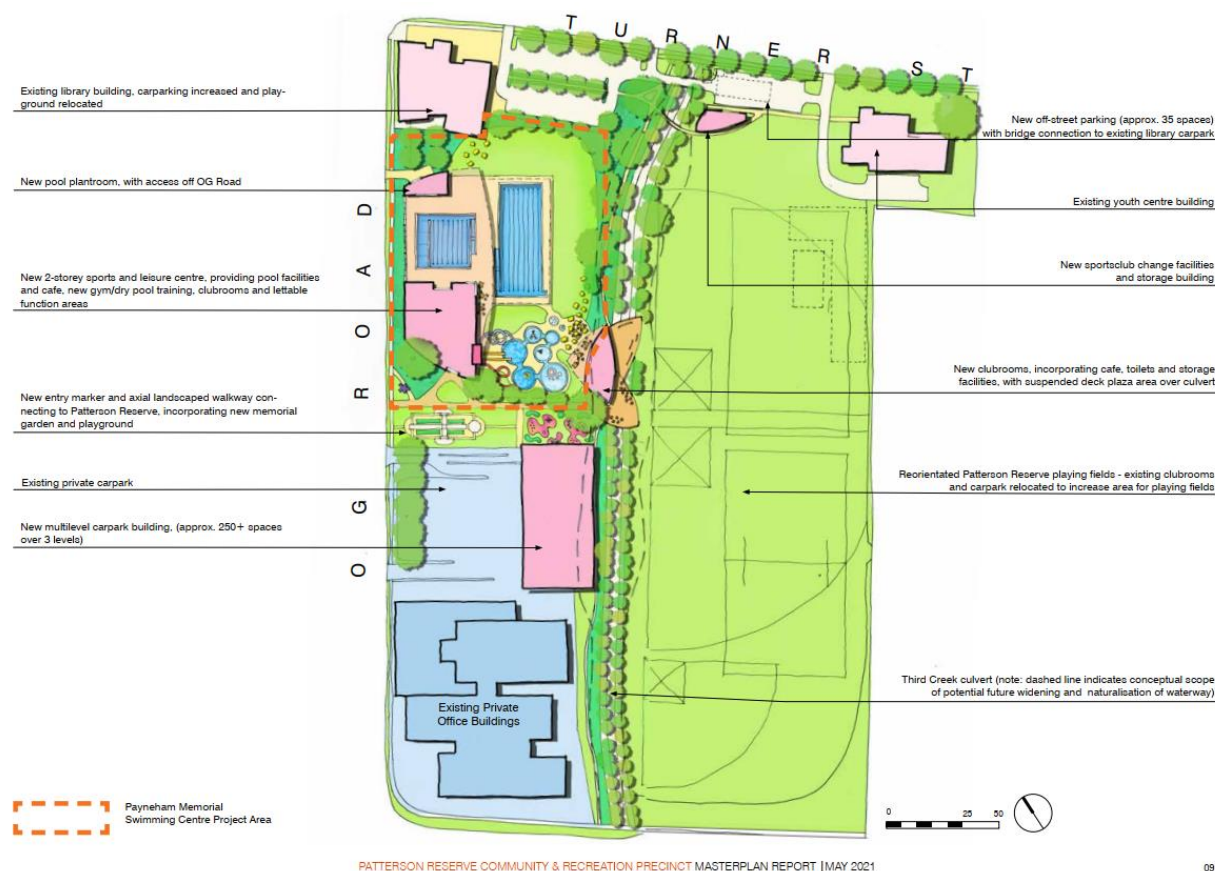 TURNER ST
Existing library building, carparking increased and play-
ground relocated
New pool plantroom, with access off OG Road
New 2-storey sports and leisure centre, providing pool facilities
and cafe, new gym/dry pool training, clubrooms and lettable
function areas
New entry marker and axial landscaped walkway con-
necting to Patterson Reserve, incorporating new memorial
garden and playground
Existing private carpark
New multilevel carpark building, (approx. 250+ spaces
over 3 levels)
OG ROAD
Existing Private
Office Buildings
New off-street parking (approx. 35 spaces)
with bridge connection to existing library carpark
Existing youth centre building
New sportsclub change facilities
and storage building
New clubrooms, incorporating cafe, toilets and storage
facilities, with suspended deck plaza area over culvert
Reorientated Patterson Reserve playing fields - existing clubrooms
and carpark relocated to increase area for playing fields
Third Creek culvert (note: dashed line indicates conceptual scope
of potential future widening and naturalisation of waterway)
Payneham Memorial
Swimming Centre Project Area
0 25 50
PATTERSON RESERVE COMMUNITY & RECREATION PRECINCT MASTERPLAN REPORT | MAY 2021
09